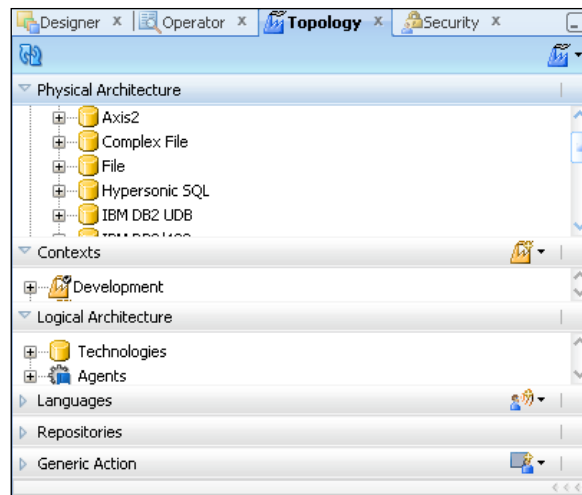 Designer x Operator x Topology x Security x
Physical Architecture
Axis2
Complex File
File
Hypersonic SQL
IBM DB2 UDB
Contexts
Development
Logical Architecture
Technologies
Agents
Languages
Repositories
Generic Action